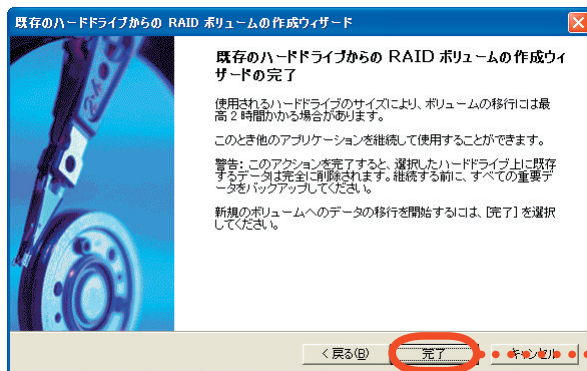 既存のハードドライブからの RAID ボリュームの作成ウィザード
既存のハードドライブからの RAID ボリュームの作成ウィ
ザードの完了
使用されるハードドライブのサイズにより、ボリュームの移行には最
高 2 時間かかる場合があります。
このとき他のアプリケーションを継続して使用することができます。
警告: このアクションを完了すると、選択したハードドライブ上に既存
するデータは完全に削除されます。継続する前に、すべての重要デ
ータをバックアップしてください。
新規のボリュームへのデータの移行を開始するには、[完了] を選択
してください。
< 戻る(B)
完了
キャンセル